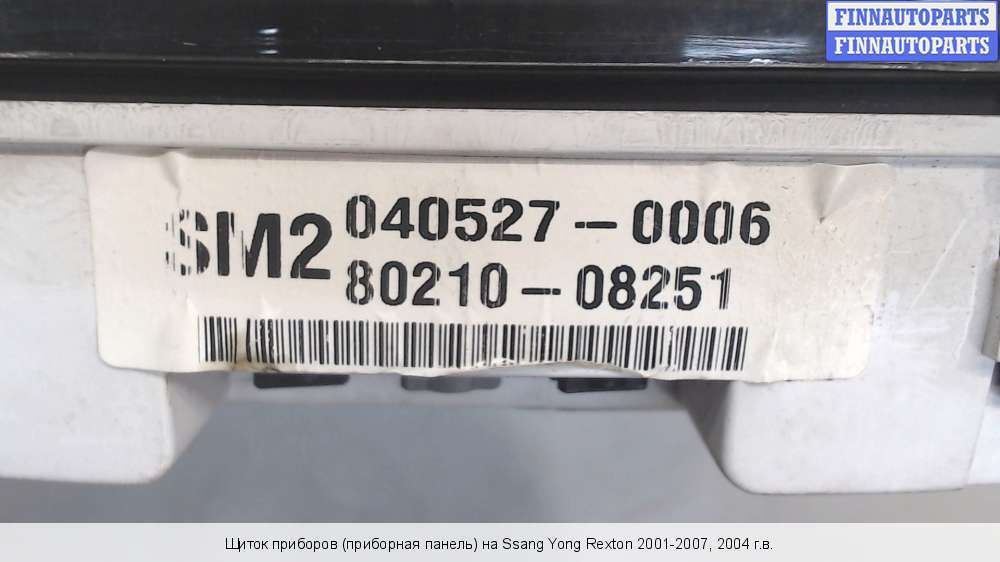 FINNAUTOPARTS
FINNAUTOPARTS
SM2
040527-0006
80210-08251
Щиток приборов (приборная панель) на Ssang Yong Rexton 2001-2007, 2004 г.в.